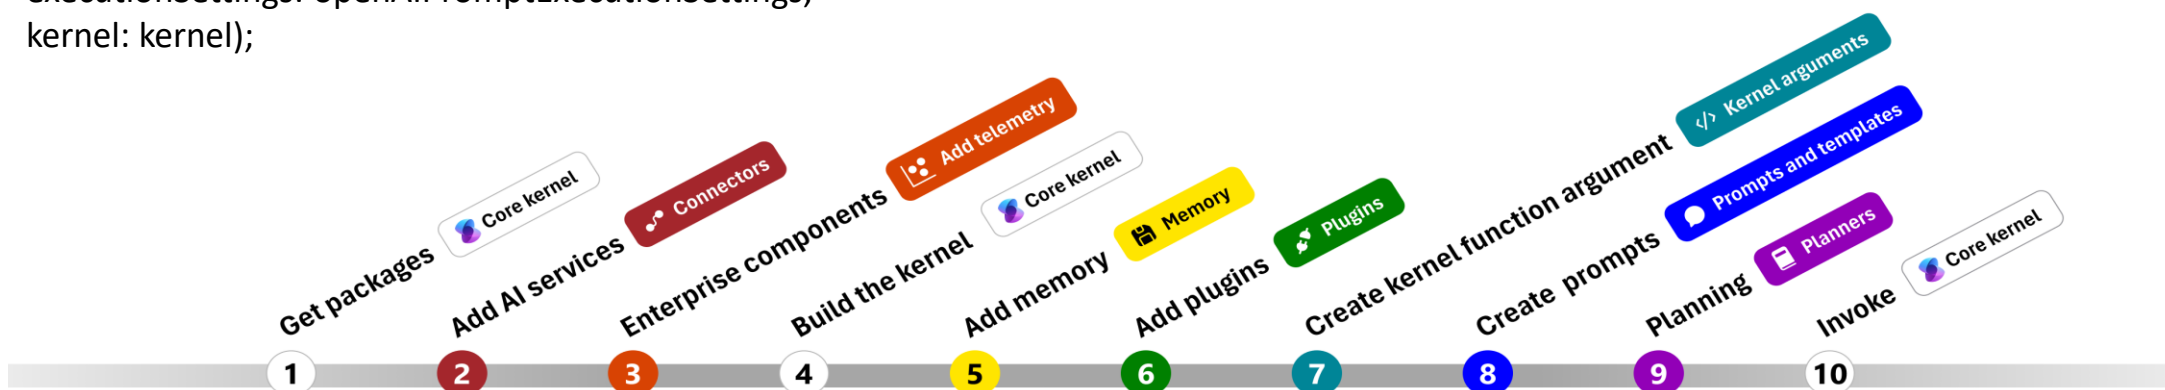 executionSettings: openAIPromptExecutionSettings,
kernel: kernel);
Get packages Core kernel
Add AI services Connectors
Enterprise components Add telemetry
Build the kernel Core kernel
Add memory Memory
Add plugins Plugins
Create kernel function argument </> Kernel arguments
Create prompts Prompts and templates
Planning Planners
Invoke Core kernel
1 2 3 4 5 6 7 8 9 10